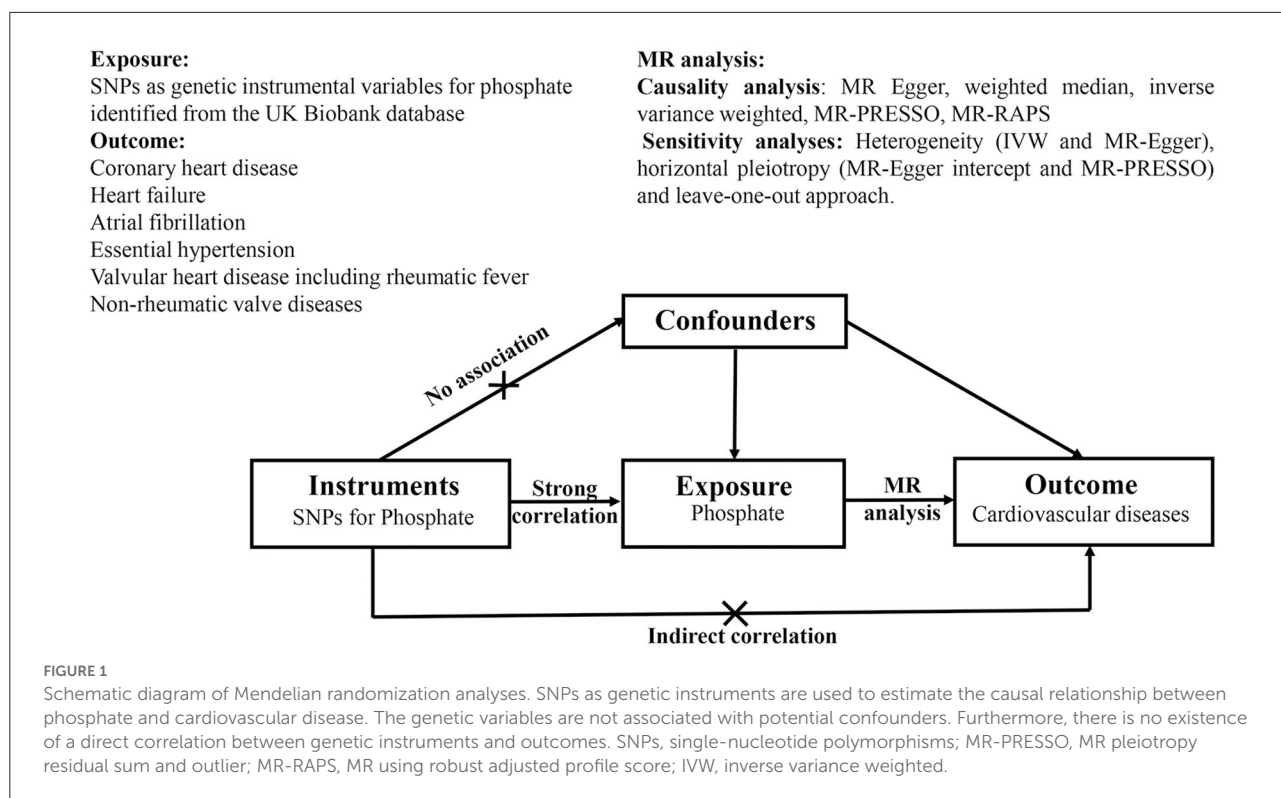 Exposure:
SNPs as genetic instrumental variables for phosphate
identified from the UK Biobank database
Outcome:
Coronary heart disease
Heart failure
Atrial fibrillation
Essential hypertension
Valvular heart disease including rheumatic fever
Non-rheumatic valve diseases
MR analysis:
Causality analysis: MR Egger, weighted median, inverse
variance weighted, MR-PRESSO, MR-RAPS
Sensitivity analyses: Heterogeneity (IVW and MR-Egger),
horizontal pleiotropy (MR-Egger intercept and MR-PRESSO)
and leave-one-out approach.
Confounders
No association
Instruments
SNPs for Phosphate
Strong
correlation
Exposure
Phosphate
MR
analysis
Outcome
Cardiovascular diseases
Indirect correlation
FIGURE 1
Schematic diagram of Mendelian randomization analyses. SNPs as genetic instruments are used to estimate the causal relationship between
phosphate and cardiovascular disease. The genetic variables are not associated with potential confounders. Furthermore, there is no existence
of a direct correlation between genetic instruments and outcomes. SNPs, single-nucleotide polymorphisms; MR-PRESSO, MR pleiotropy
residual sum and outlier; MR-RAPS, MR using robust adjusted profile score; IVW, inverse variance weighted.